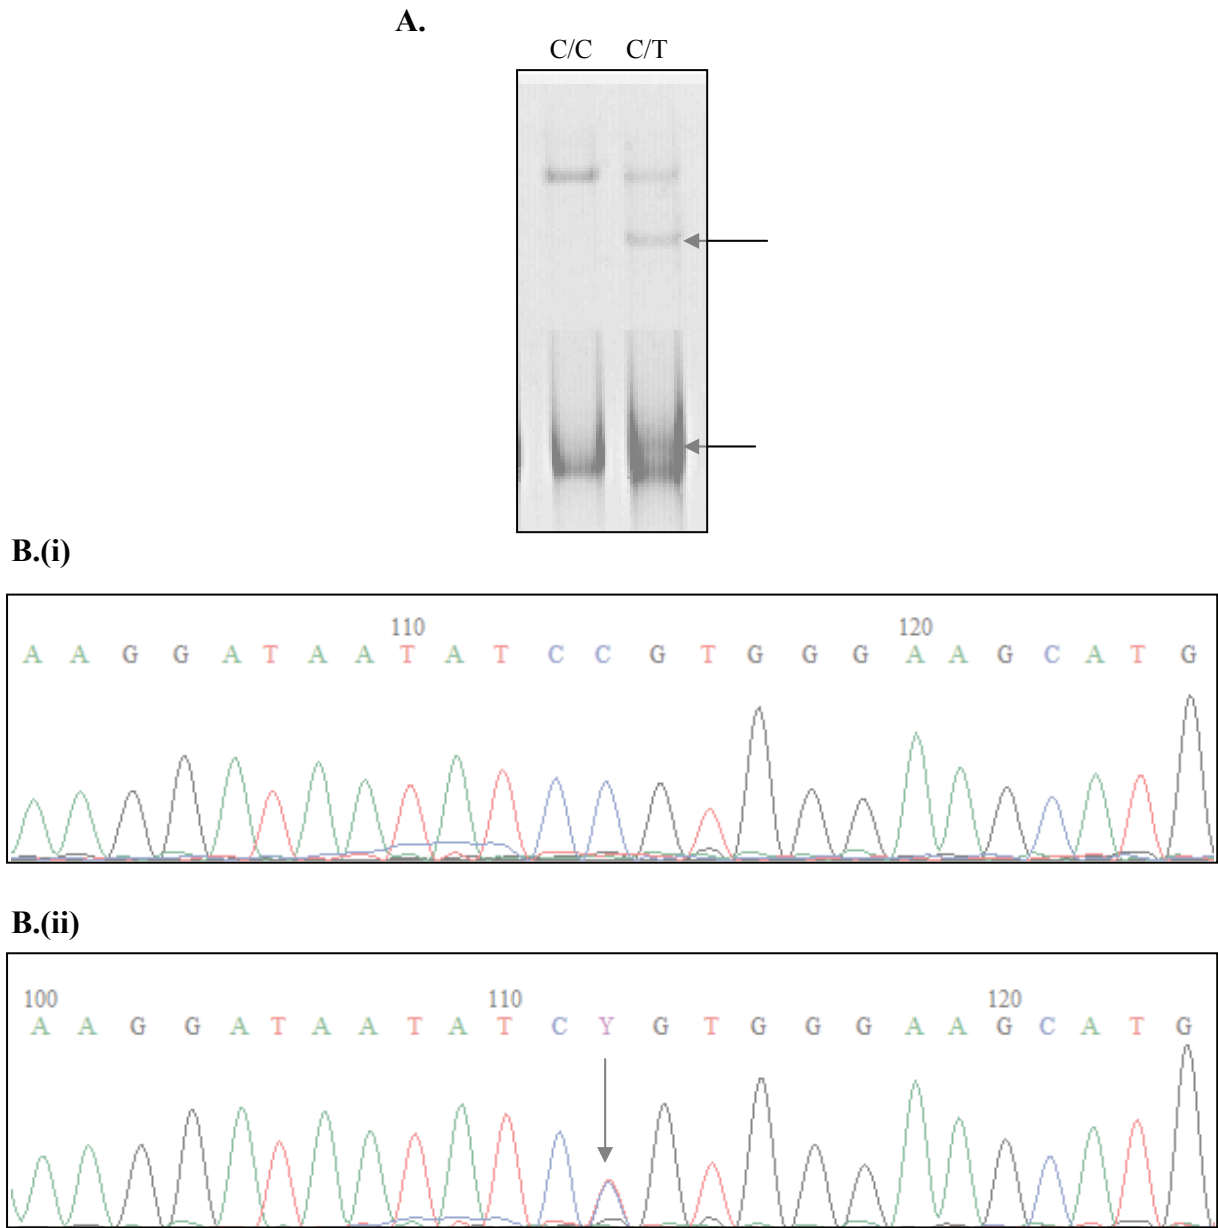 A.
C/C C/T
B.(i)
110 120
A A G G A T A A T A T C C G T G G G A A G C A T G
B.(ii)
100 110 120
A A G G A T A A T A T C Y G T G G G A A G C A T G